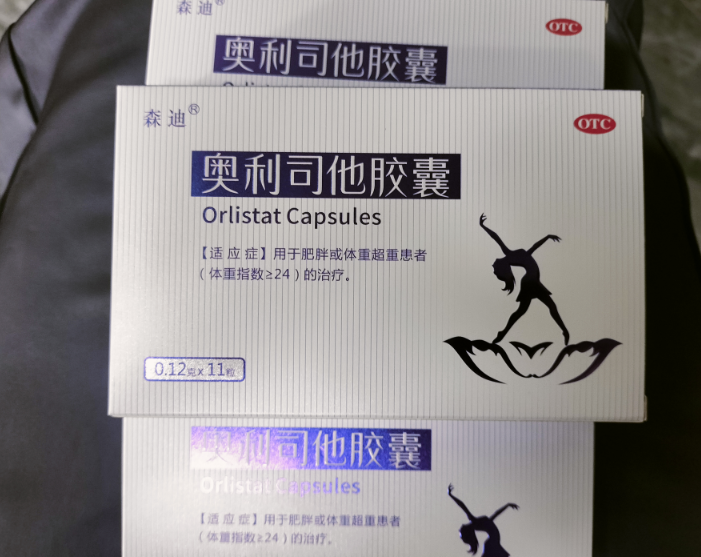 森迪®
OTC
奥利司他胶囊
森迪®
OTC
奥利司他胶囊
Orlistat Capsules
【适应症】用于肥胖或体重超重患者
（体重指数≥24）的治疗。
0.12克x11粒
奥利司他胶囊
Orlistat Capsules
【适应症】用于肥胖或体重超重患者
（体重指数≥24）的治疗。